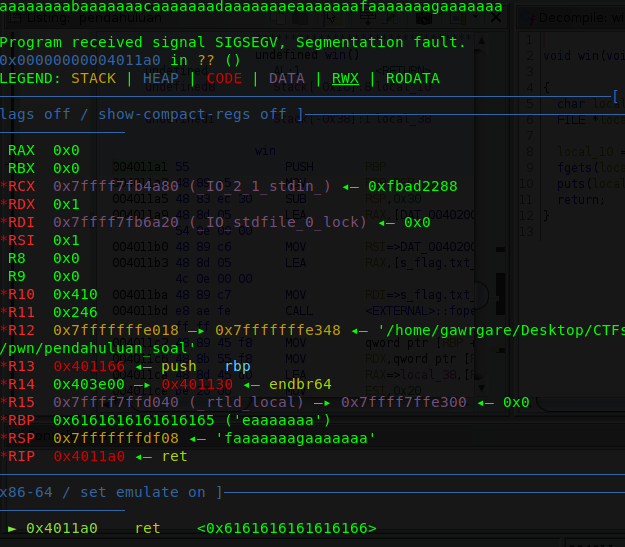 aaaaaaaabaaaaaaacaaaaaaadaaaaaaaeaaaaaaafaaaaaaagaaaaaaa
Program received signal SIGSEGV, Segmentation fault.
0x00000000004011a0 in ?? ()
LEGEND: STACK | HEAP | CODE | DATA | RWX | RODATA
[
lags off / show-compact-regs off ]
RAX 0x0
RBX 0x0
*RCX 0x7ffff7fb4a80 (_IO_2_1_stdin_) ◂— 0xfbad2288
*RDX 0x1
*RDI 0x7ffff7fb6a20 (_IO_stdfile_0_lock) ◂— 0x0
*RSI 0x1
R8 0x0
R9 0x0
*R10 0x410
*R11 0x246
*R12 0x7fffffffe018 —▸ 0x7fffffffe348 ◂— '/home/gawrgare/Desktop/CTFs
/pwn/pendahuluan_soal'
*R13 0x401166 ◂— push rbp
*R14 0x403e00 —▸ 0x401130 ◂— endbr64
*R15 0x7ffff7ffd040 (_rtld_local) —▸ 0x7ffff7ffe300 ◂— 0x0
*RBP 0x6161616161616165 ('eaaaaaaa')
*RSP 0x7fffffffdf08 ◂— 'faaaaaaagaaaaaaa'
*RIP 0x4011a0 ◂— ret
x86-64 / set emulate on ]
► 0x4011a0 ret <0x6161616161616166>